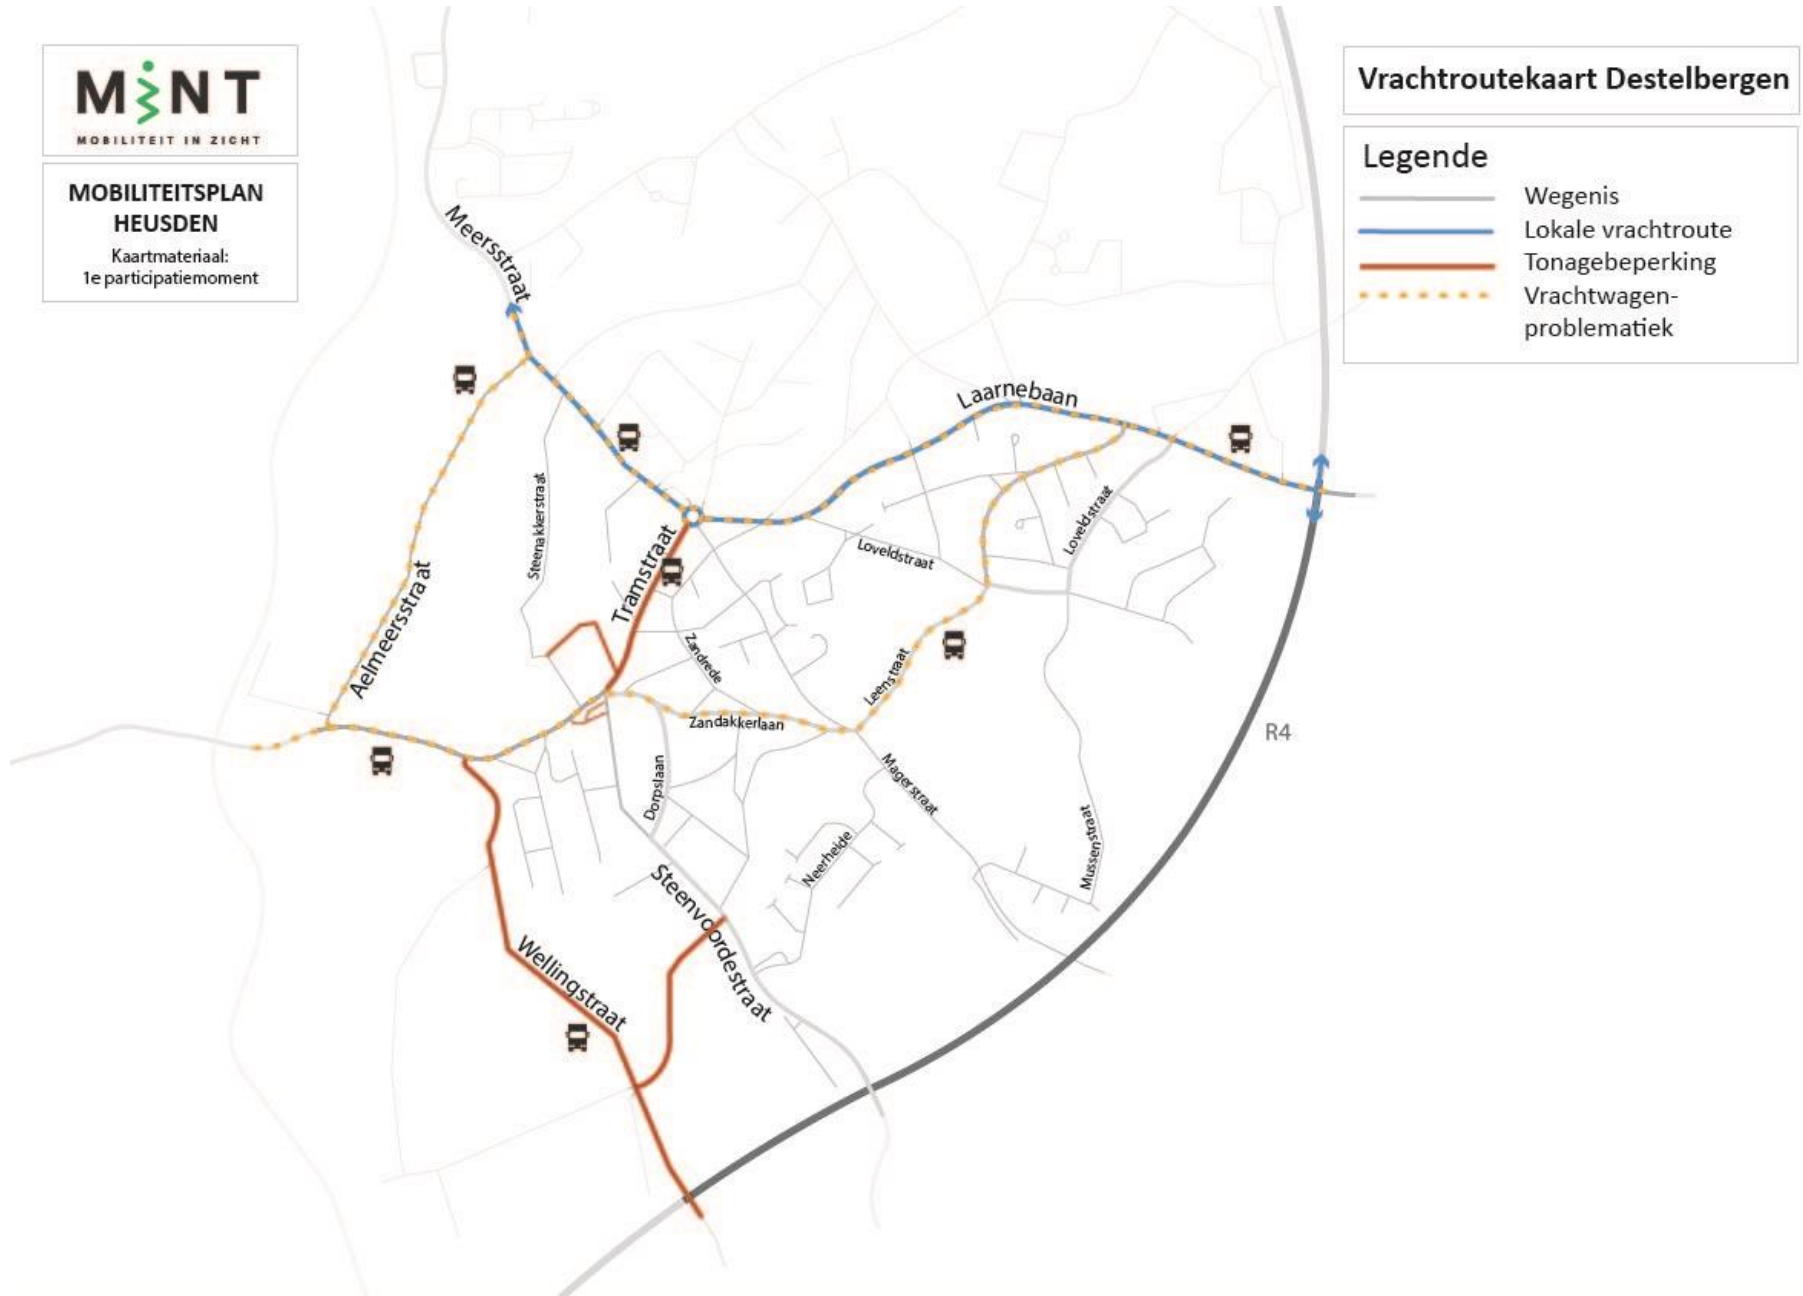 MINT
MOBILITEIT IN ZICHT
MOBILITEITSPLAN
HEUSDEN
Kaartmateriaal:
1e participatiemoment
Vrachtroutekaart Destelbergen
Legende
Wegenis
Lokale vrachtroute
Tonagebeperking
Vrachtwagen-
problematiek
Meersstraat
Laarnebaan
Steenakkerstraat
Tramstraat
Loveldstraat
Loveldstraat
Aelmeersstraat
Zandrede
Leenstraat
Zandakkerlaan
R4
Dorpslaan
Magerstraat
Mussenstraat
Neerheide
Steenvoordestraat
Wellingstraat